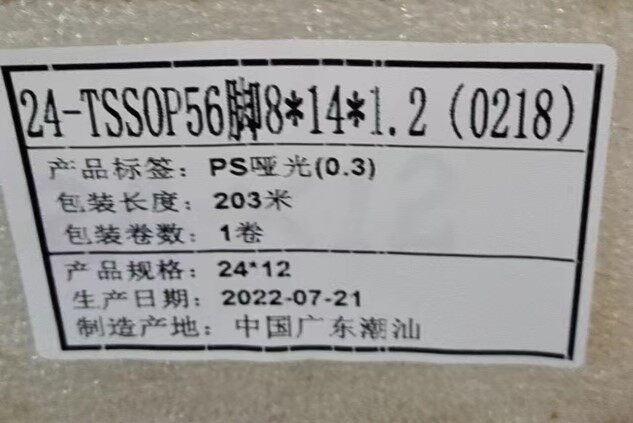 24-TSSOP56脚8*14*1.2(0218)
产品标签：PS哑光(0.3)
包装长度：203米
包装卷数：1卷
产品规格：24*12
生产日期：2022-07-21
制造产地：中国广东潮汕